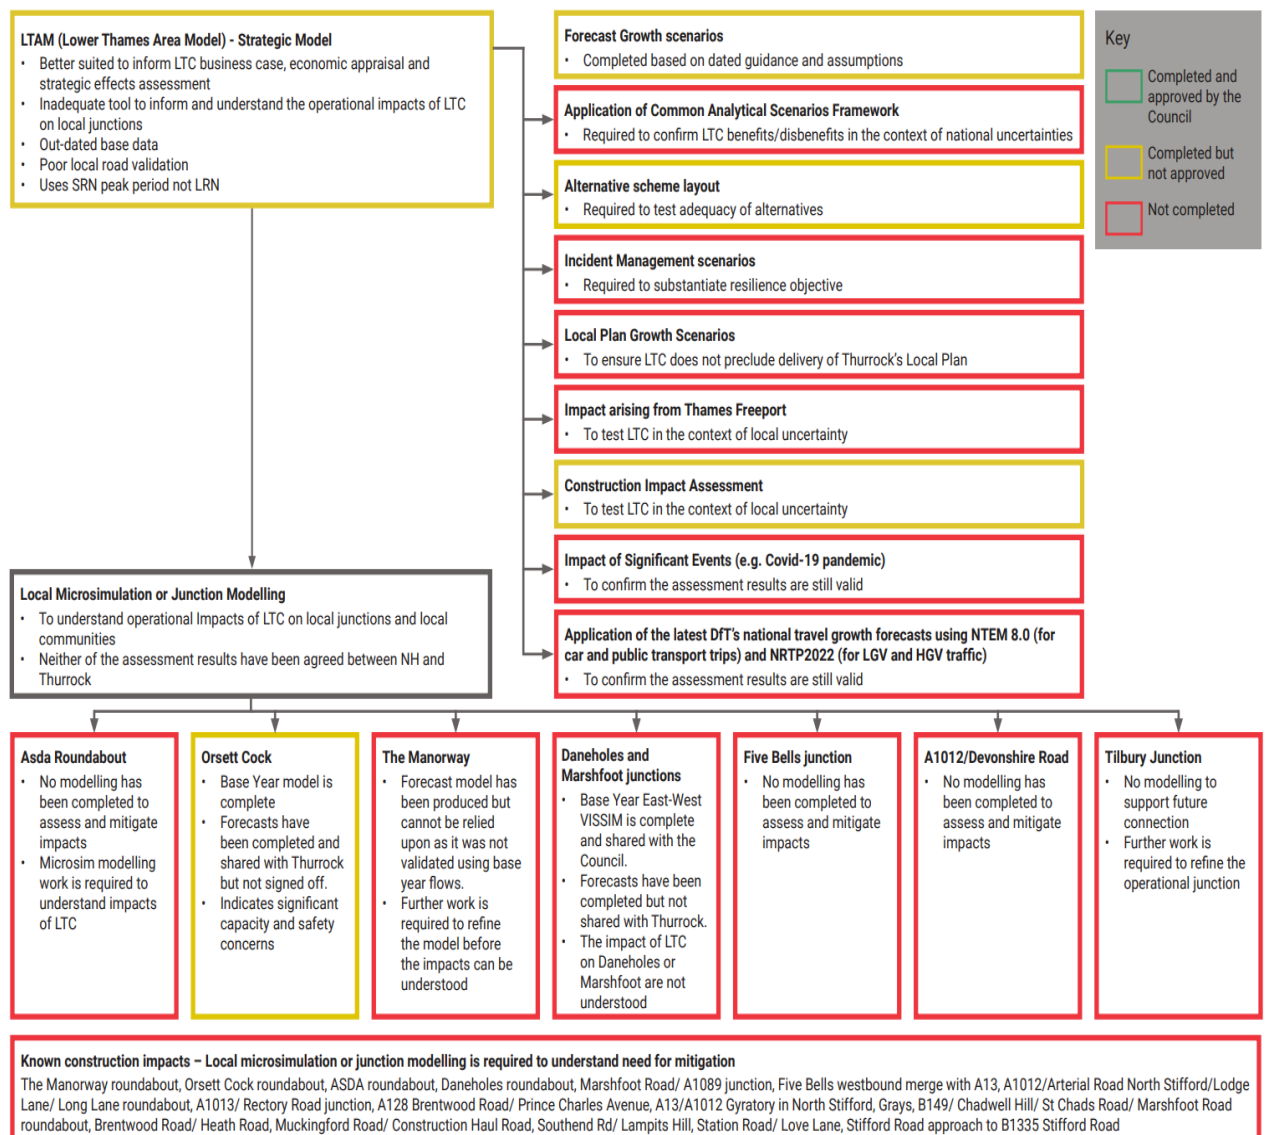 LTAM (Lower Thames Area Model) - Strategic Model
• Better suited to inform LTC business case, economic appraisal and
strategic effects assessment
• Inadequate tool to inform and understand the operational impacts of LTC
on local junctions
• Out-dated base data
• Poor local road validation
• Uses SRN peak period not LRN
Forecast Growth scenarios
• Completed based on dated guidance and assumptions
Application of Common Analytical Scenarios Framework
• Required to confirm LTC benefits/disbenefits in the context of national uncertainties
Alternative scheme layout
• Required to test adequacy of alternatives
Incident Management scenarios
• Required to substantiate resilience objective
Local Plan Growth Scenarios
• To ensure LTC does not preclude delivery of Thurrock's Local Plan
Impact arising from Thames Freeport
• To test LTC in the context of local uncertainty
Construction Impact Assessment
• To test LTC in the context of local uncertainty
Impact of Significant Events (e.g. Covid-19 pandemic)
• To confirm the assessment results are still valid
Application of the latest DfT's national travel growth forecasts using NTEM 8.0 (for
car and public transport trips) and NRTP2022 (for LGV and HGV traffic)
• To confirm the assessment results are still valid
Key
Completed and
approved by the
Council
Completed but
not approved
Not completed
Local Microsimulation or Junction Modelling
• To understand operational Impacts of LTC on local junctions and local
communities
• Neither of the assessment results have been agreed between NH and
Thurrock
Asda Roundabout
• No modelling has
been completed to
assess and mitigate
impacts
• Microsim modelling
work is required to
understand impacts
of LTC
Orsett Cock
• Base Year model is
complete
• Forecasts have
been completed and
shared with Thurrock
but not signed off.
• Indicates significant
capacity and safety
concerns
The Manorway
• Forecast model has
been produced but
cannot be relied
upon as it was not
validated using base
year flows.
• Further work is
required to refine
the model before
the impacts can be
understood
Daneholes and
Marshfoot junctions
• Base Year East-West
VISSIM is complete
and shared with the
Council.
• Forecasts have been
completed but not
shared with Thurrock.
• The impact of LTC
on Daneholes or
Marshfoot are not
understood
Five Bells junction
• No modelling has
been completed to
assess and mitigate
impacts
A1012/Devonshire Road
• No modelling has
been completed to
assess and mitigate
impacts
Tilbury Junction
• No modelling to
support future
connection
• Further work is
required to refine the
operational junction
Known construction impacts – Local microsimulation or junction modelling is required to understand need for mitigation
The Manorway roundabout, Orsett Cock roundabout, ASDA roundabout, Daneholes roundabout, Marshfoot Road/ A1089 junction, Five Bells westbound merge with A13, A1012/Arterial Road North Stifford/Lodge
Lane/ Long Lane roundabout, A1013/ Rectory Road junction, A128 Brentwood Road/ Prince Charles Avenue, A13/A1012 Gyratory in North Stifford, Grays, B149/ Chadwell Hill/ St Chads Road/ Marshfoot Road
roundabout, Brentwood Road/ Heath Road, Muckingford Road/ Construction Haul Road, Southend Rd/ Lampits Hill, Station Road/ Love Lane, Stifford Road approach to B1335 Stifford Road